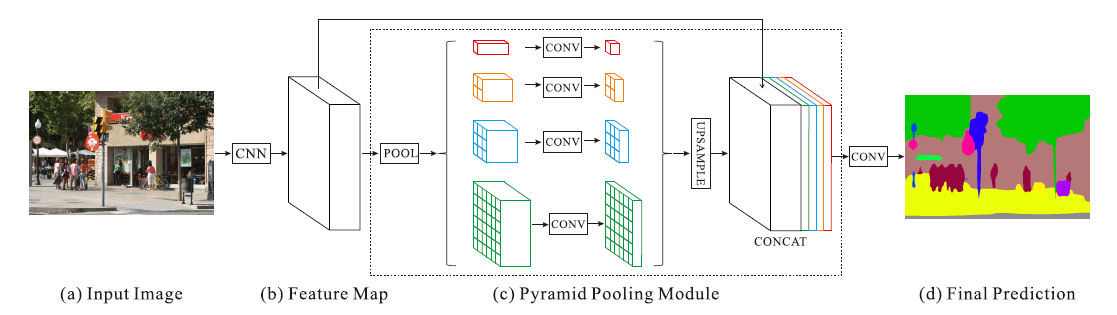 CONV
CONV
CNN
POOL
CONV
UPSAMPLE
CONV
CONV
CONCAT
(a) Input Image
(b) Feature Map
(c) Pyramid Pooling Module
(d) Final Prediction